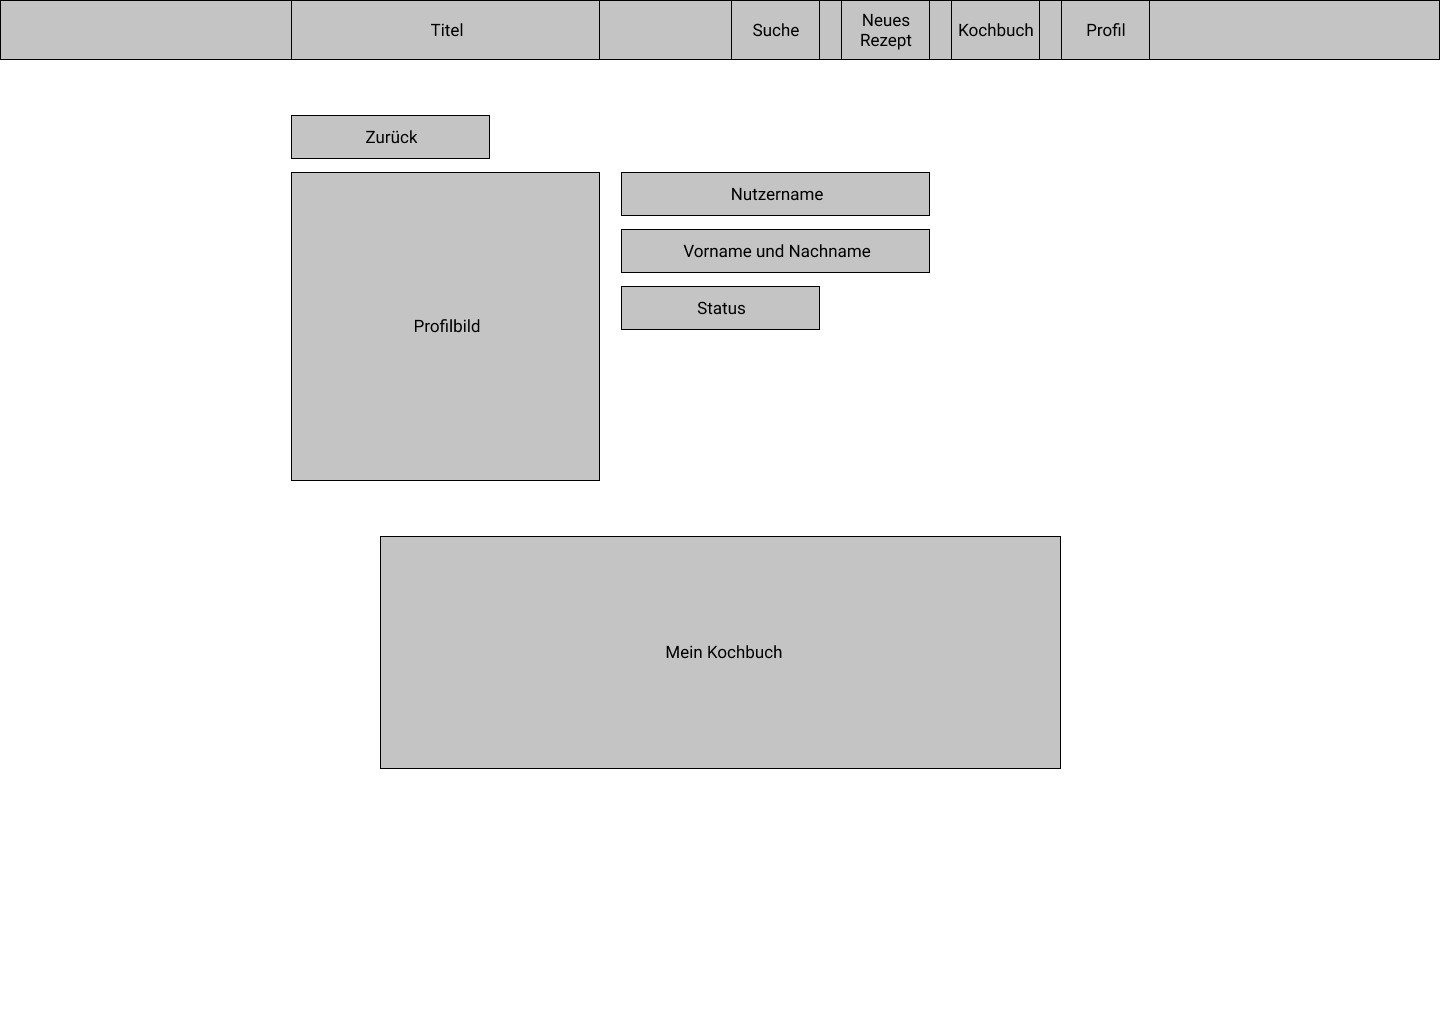 Titel
Suche
Neues
Rezept
Kochbuch
Profil
Zurück
Nutzername
Vorname und Nachname
Status
Profilbild
Mein Kochbuch